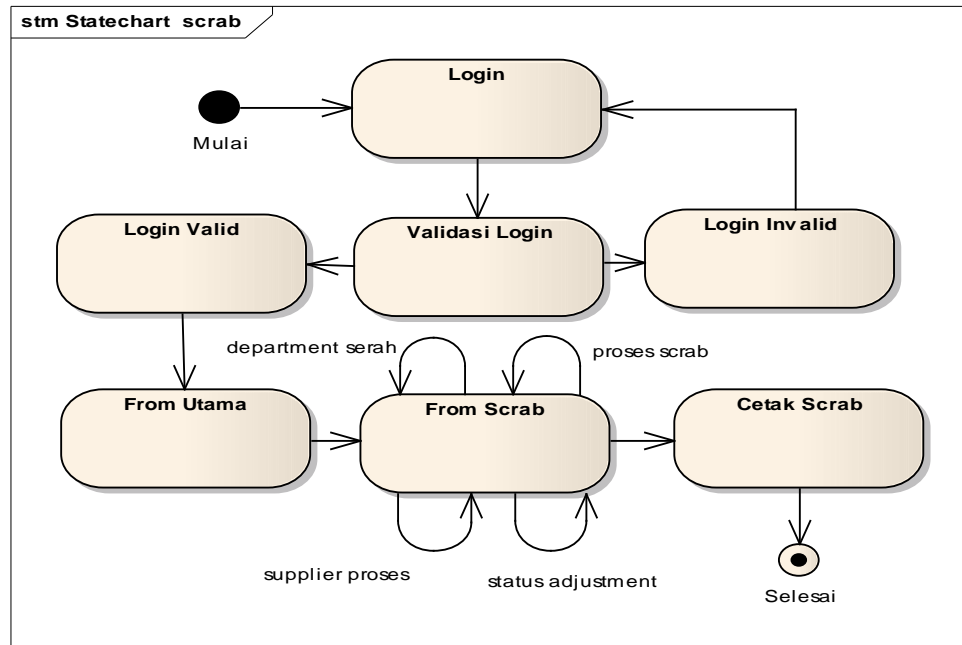 stm Statechart scrab
Login
Mulai
Login Valid
Validasi Login
Login Invalid
department serah
proses scrab
From Utama
From Scrab
Cetak Scrab
supplier proses
status adjustment
Selesai